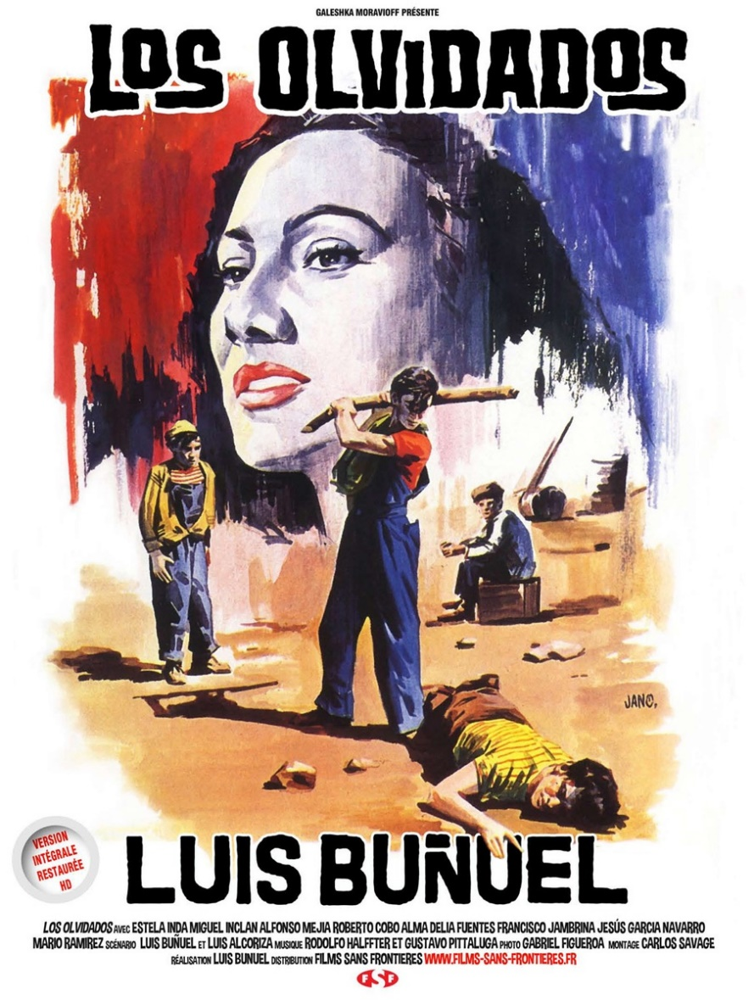 GALESHKA MORAVIOFF PRÉSENTE
LOS OLVIDADOS
JANO,
VERSION
INTÉGRALE
RESTAURÉE
HD
LUIS BUÑUEL
LOS OLVIDADOS AVEC ESTELA INDA MIGUEL INCLAN ALFONSO MEJIA ROBERTO COBO ALMA DELIA FUENTES FRANCISCO JAMBRINA JESÚS GARCIA NAVARRO
MARIO RAMIREZ SCÉNARIO LUIS BUÑUEL ET LUIS ALCORIZA MUSIQUE RODOLFO HALFFTER ET GUSTAVO PITTALUGA PHOTO GABRIEL FIGUEROA MONTAGE CARLOS SAVAGE
RÉALISATION LUIS BUNUEL DISTRIBUTION FILMS SANS FRONTIERES WWW.FILMS-SANS-FRONTIERES.FR
FSF